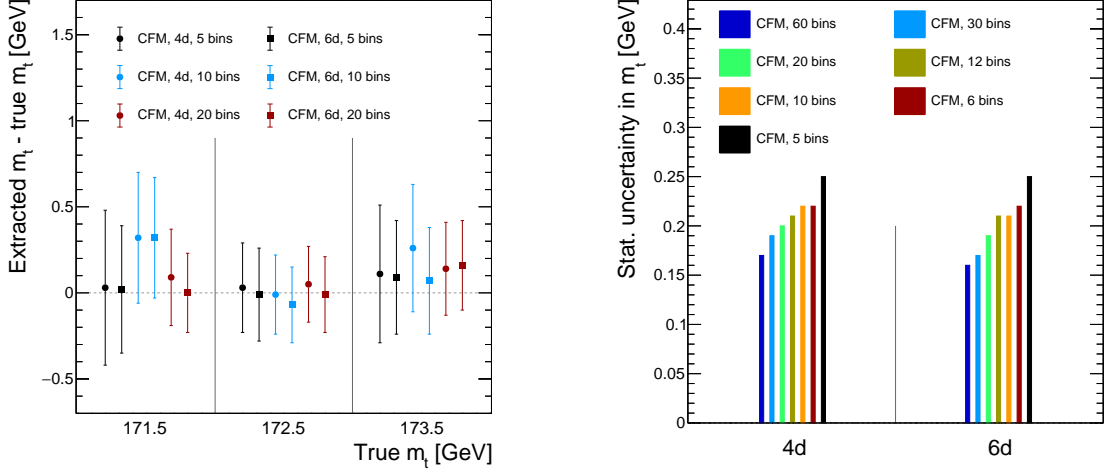 Extracted m_t - true m_t [GeV]
1.5
1
0.5
0
−0.5
CFM, 4d, 5 bins
CFM, 6d, 5 bins
CFM, 4d, 10 bins
CFM, 6d, 10 bins
CFM, 4d, 20 bins
CFM, 6d, 20 bins
171.5
172.5
173.5
True m_t [GeV]
Stat. uncertainty in m_t [GeV]
0.4
0.35
0.3
0.25
0.2
0.15
0.1
0.05
0
CFM, 60 bins
CFM, 30 bins
CFM, 20 bins
CFM, 12 bins
CFM, 10 bins
CFM, 6 bins
CFM, 5 bins
4d
6d